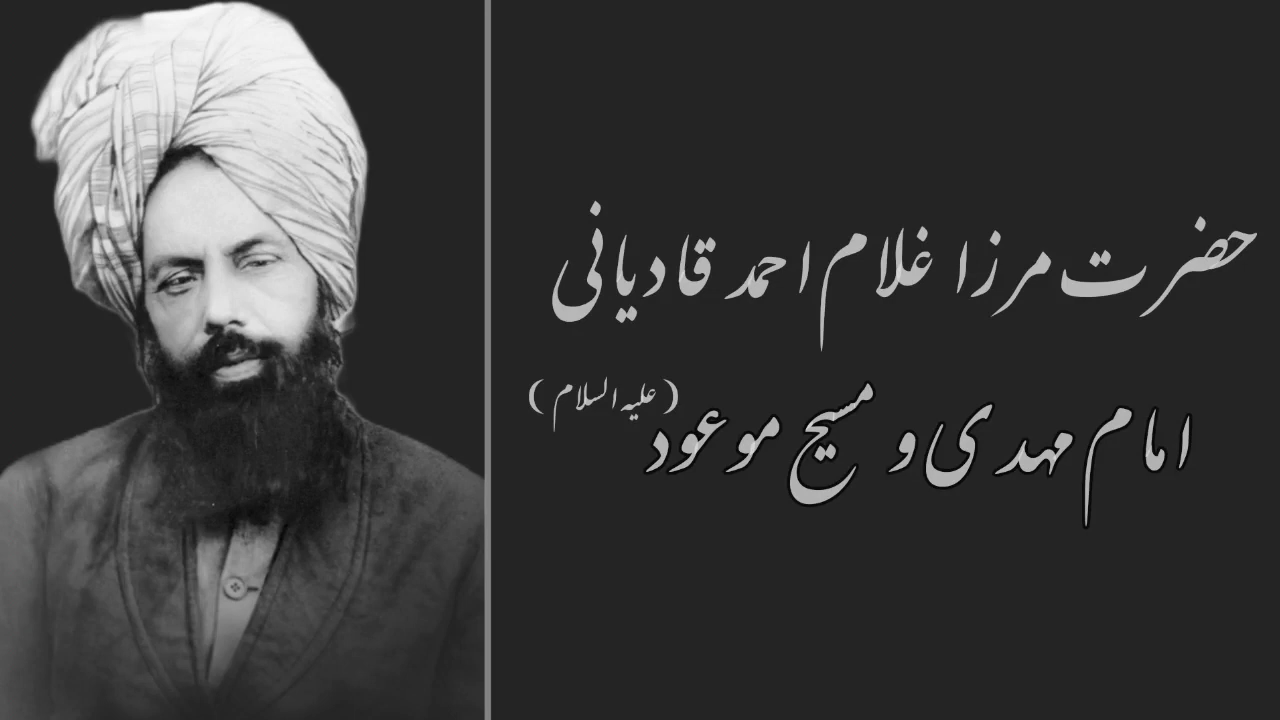 حضرت مرزا غلام احمد قادیانی
امام مہدی و مسیح موعود (علیہ السلام)